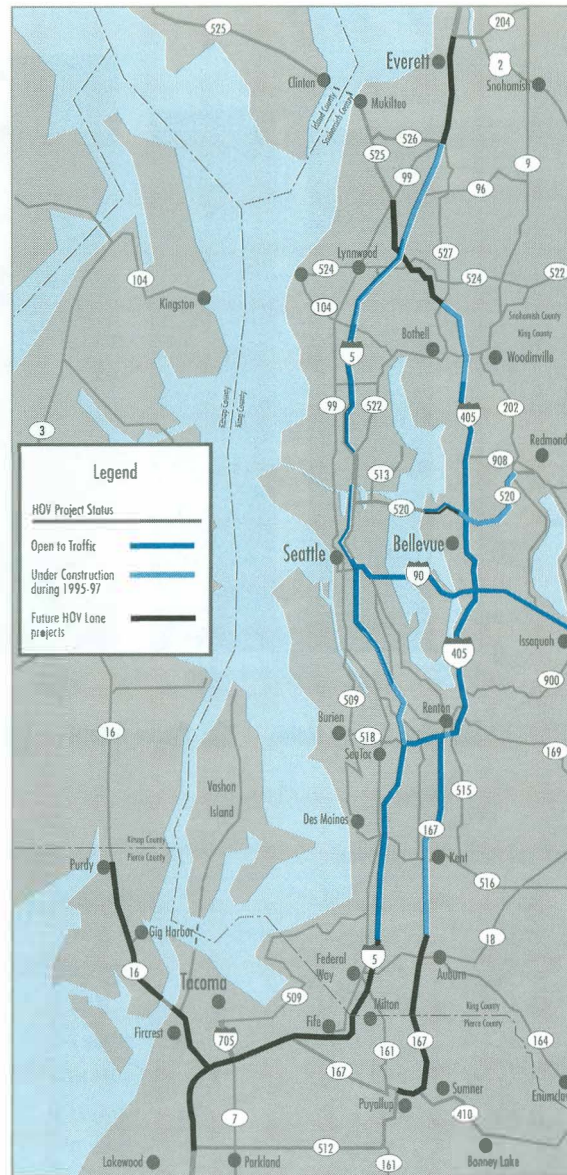 204
525
2
Everett
Clinton
Snohomish
Mukilteo
Island County
Snohomish County
526
525
99
9
96
Lynnwood
527
524
524
522
104
104
Kingston
Snohomish County
King County
Bothell
Woodinville
5
Kitsap County
King County
99
522
405
202
3
Redmond
908
513
520
520
Legend
HOV Project Status
Open to Traffic
Under Construction
during 1995-97
Future HOV Lane
projects
Seattle
Bellevue
90
Issaquah
405
900
509
Renton
Burien
518
16
SeaTac
169
Vashon
Island
515
Des Moines
167
Kitsap County
Pierce County
Kent
Purdy
516
Gig Harbor
18
16
Federal
Way
5
Auburn
Tacoma
509
Milton
King County
Pierce County
Fife
Fircrest
705
161
167
164
167
Sumner
Enumclaw
Puyallup
7
410
512
Lakewood
Parkland
161
Bonney Lake